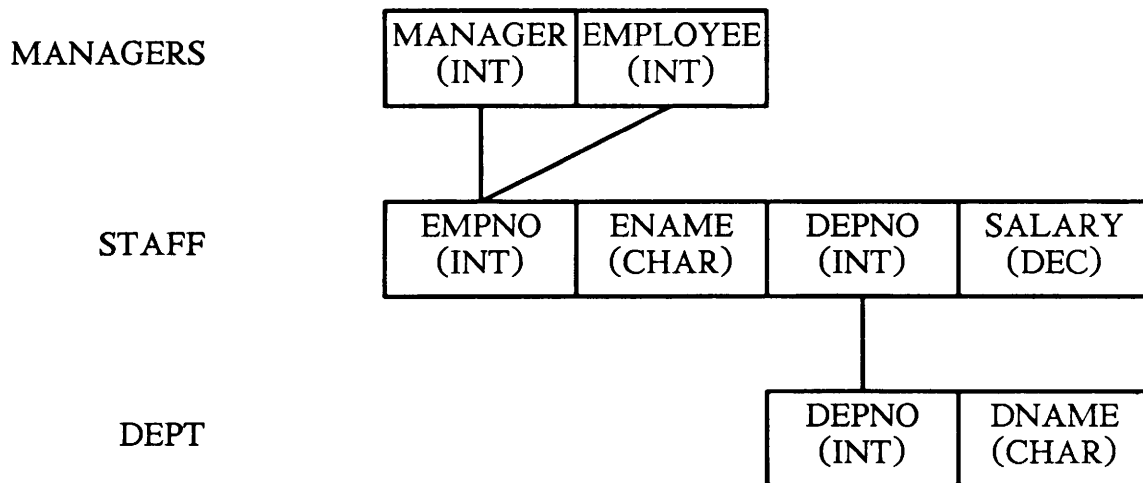 MANAGERS
MANAGER EMPLOYEE
(INT) (INT)
STAFF
EMPNO ENAME DEPNO SALARY
(INT) (CHAR) (INT) (DEC)
DEPT
DEPNO DNAME
(INT) (CHAR)